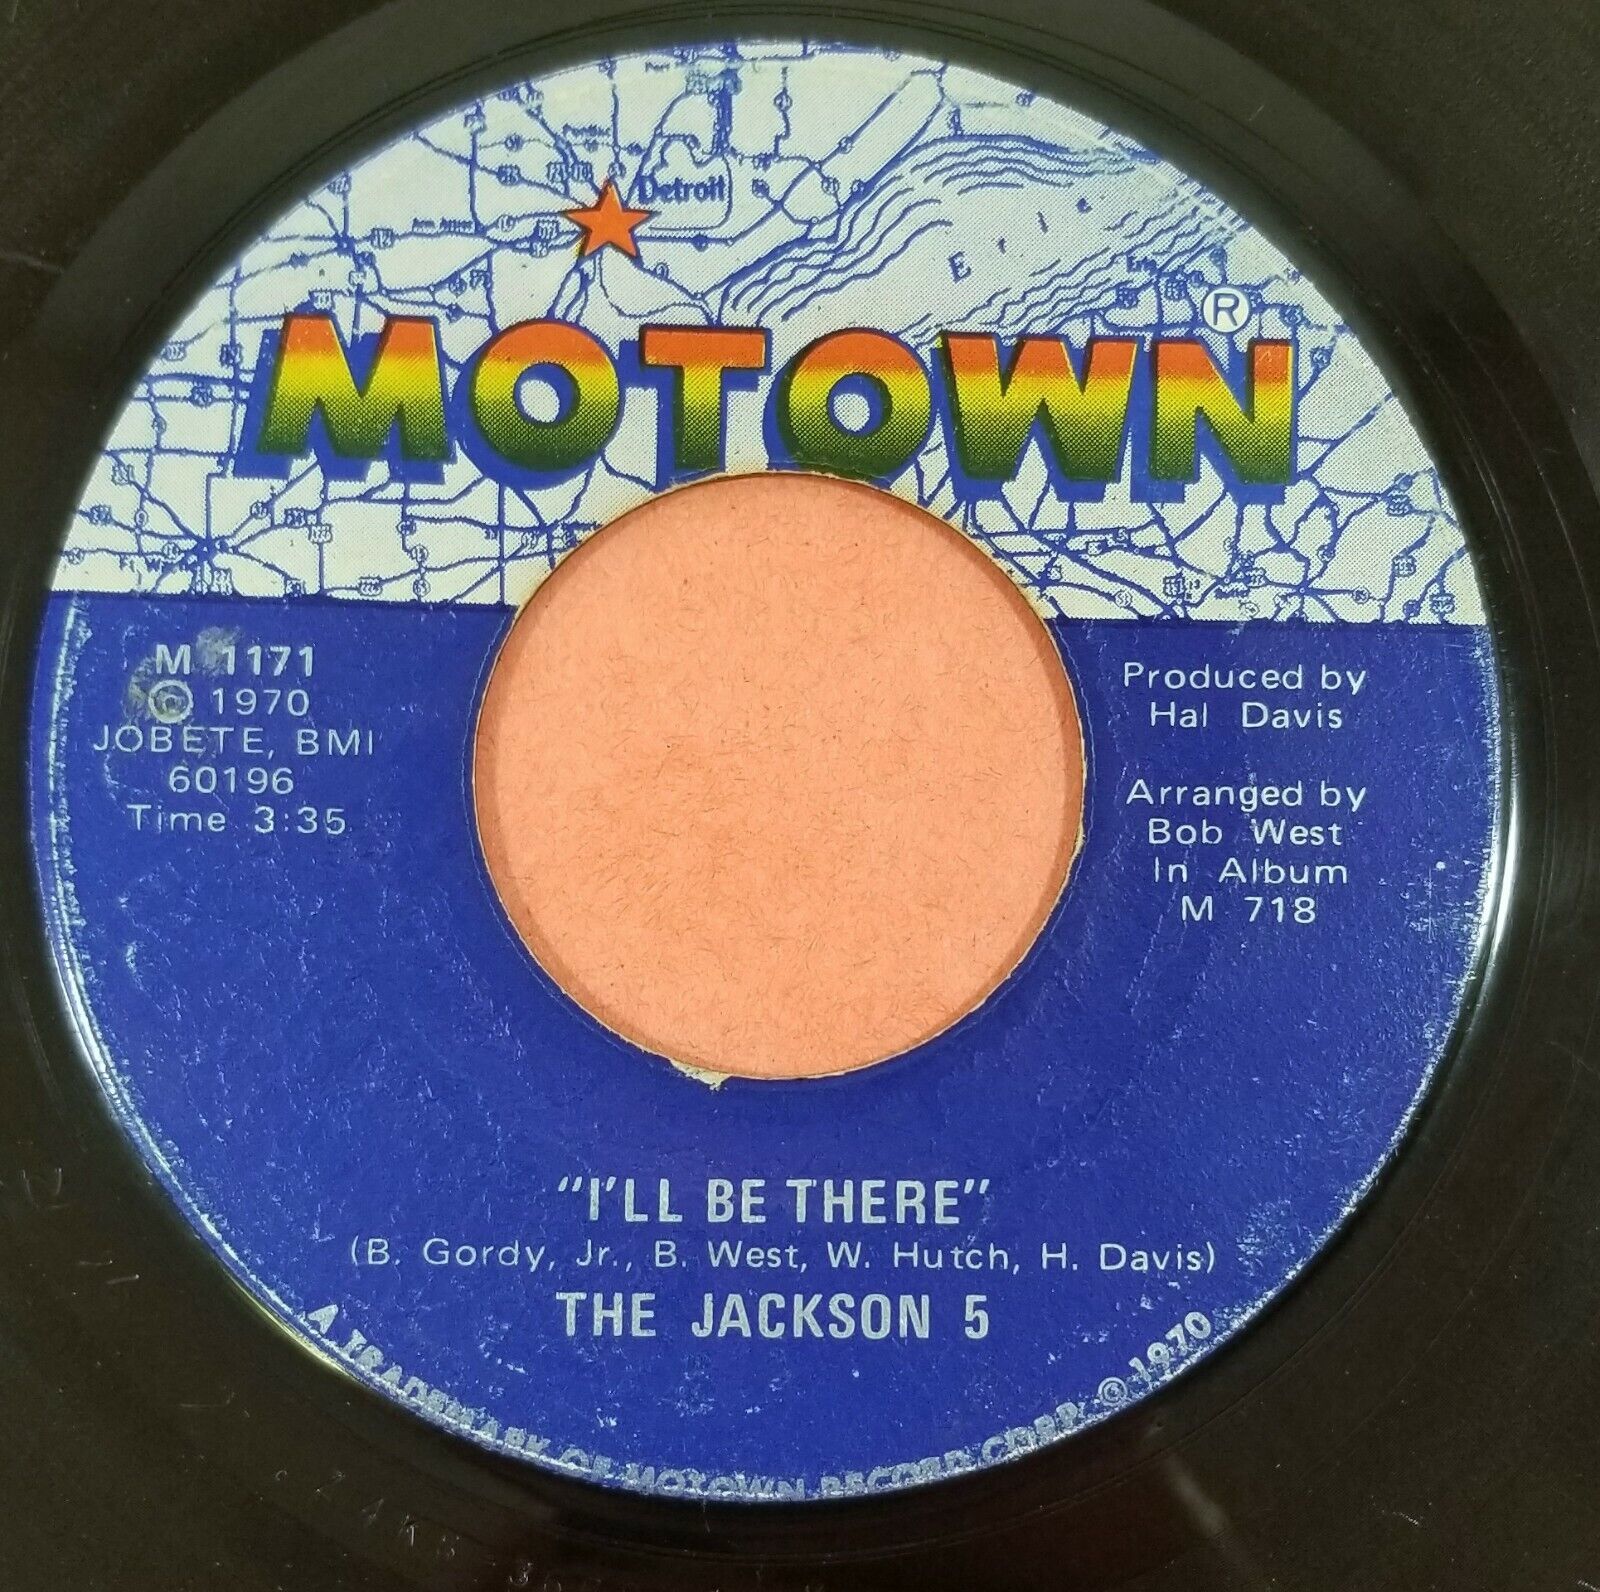 Detroit
Erie
MOTOWN®
M 1171
© 1970
JOBETE, BMI
60196
Time 3:35
Produced by
Hal Davis
Arranged by
Bob West
In Album
M 718
"I'LL BE THERE"
(B. Gordy, Jr., B. West, W. Hutch, H. Davis)
THE JACKSON 5
A TRADEMARK OF MOTOWN RECORD CORP. © 1970